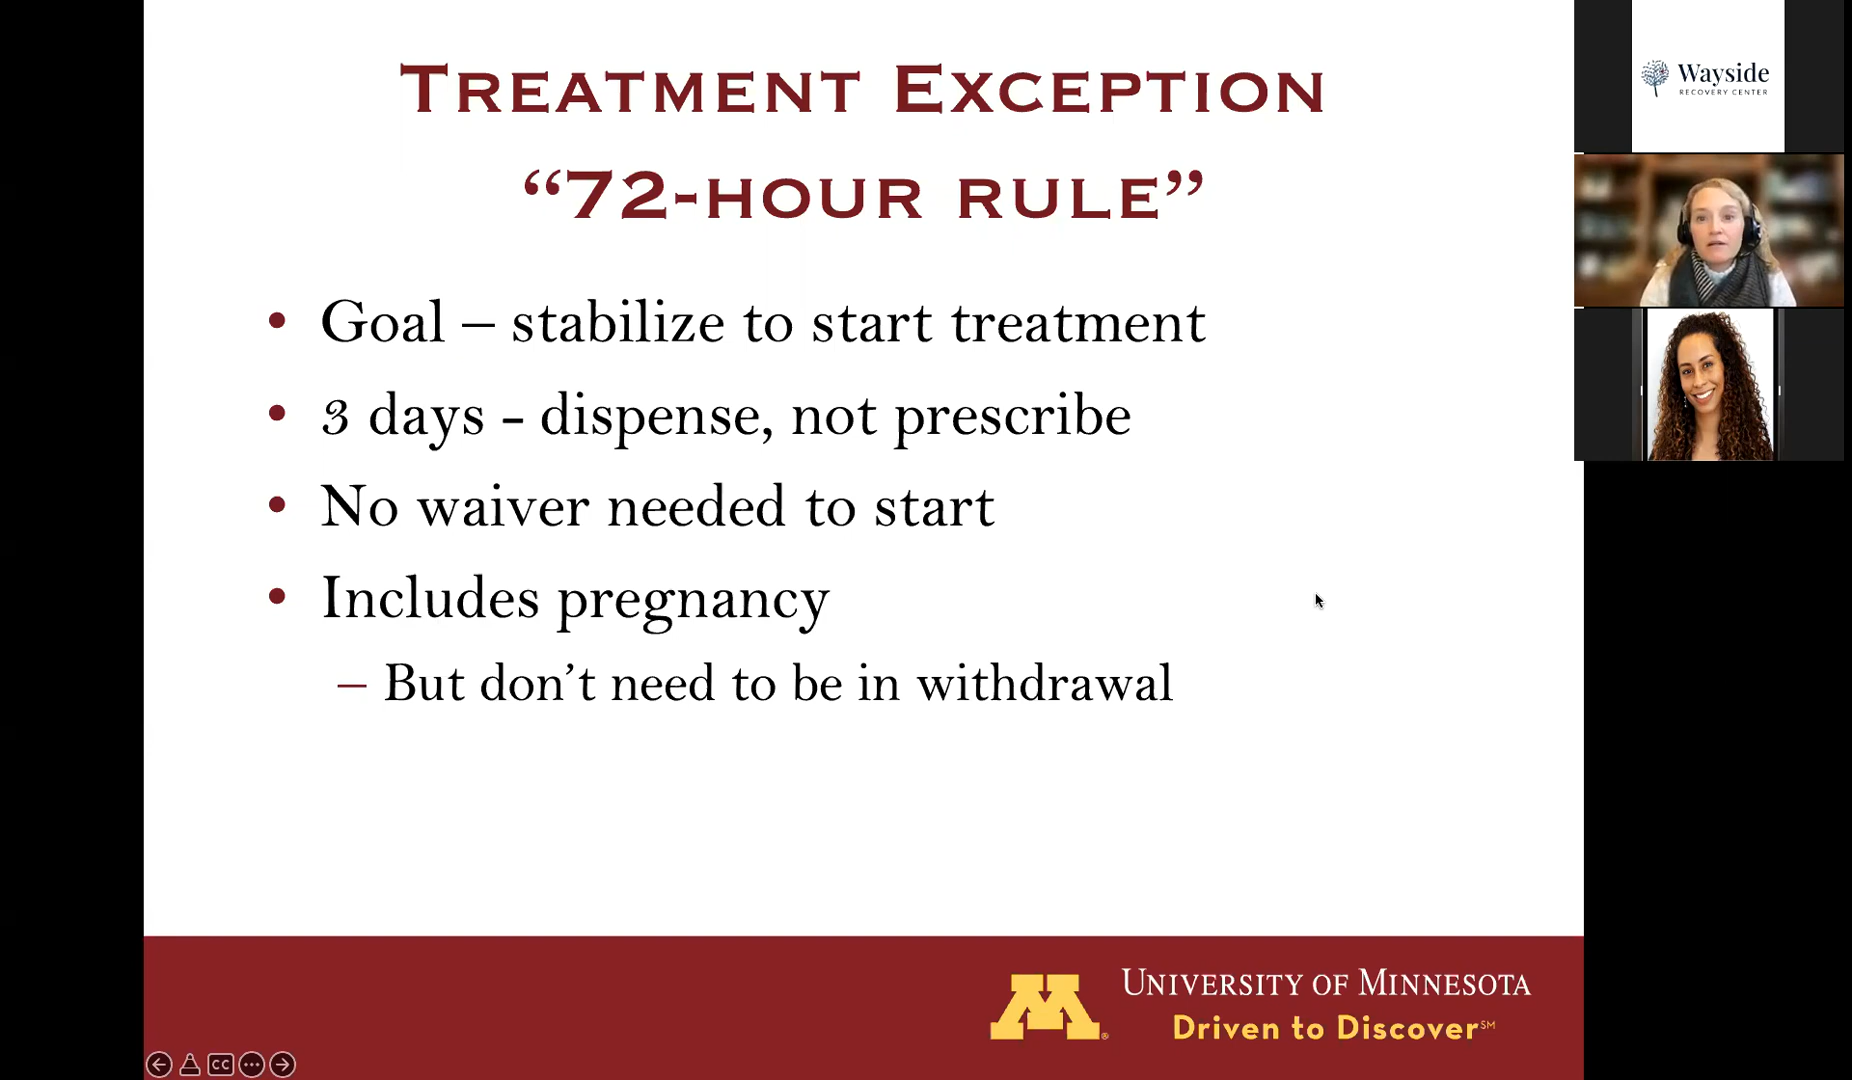 TREATMENT EXCEPTION
“72-HOUR RULE”
• Goal – stabilize to start treatment
• 3 days - dispense, not prescribe
• No waiver needed to start
• Includes pregnancy
– But don’t need to be in withdrawal
Wayside
RECOVERY CENTER
M®
UNIVERSITY OF MINNESOTA
Driven to Discover℠
CC